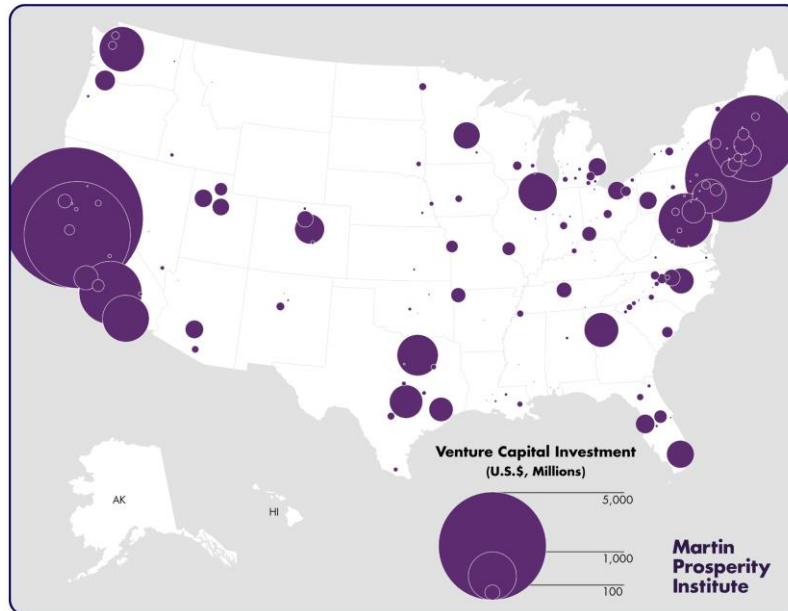 AK
HI
Venture Capital Investment
(U.S.$, Millions)
5,000
1,000
100
Martin
Prosperity
Institute